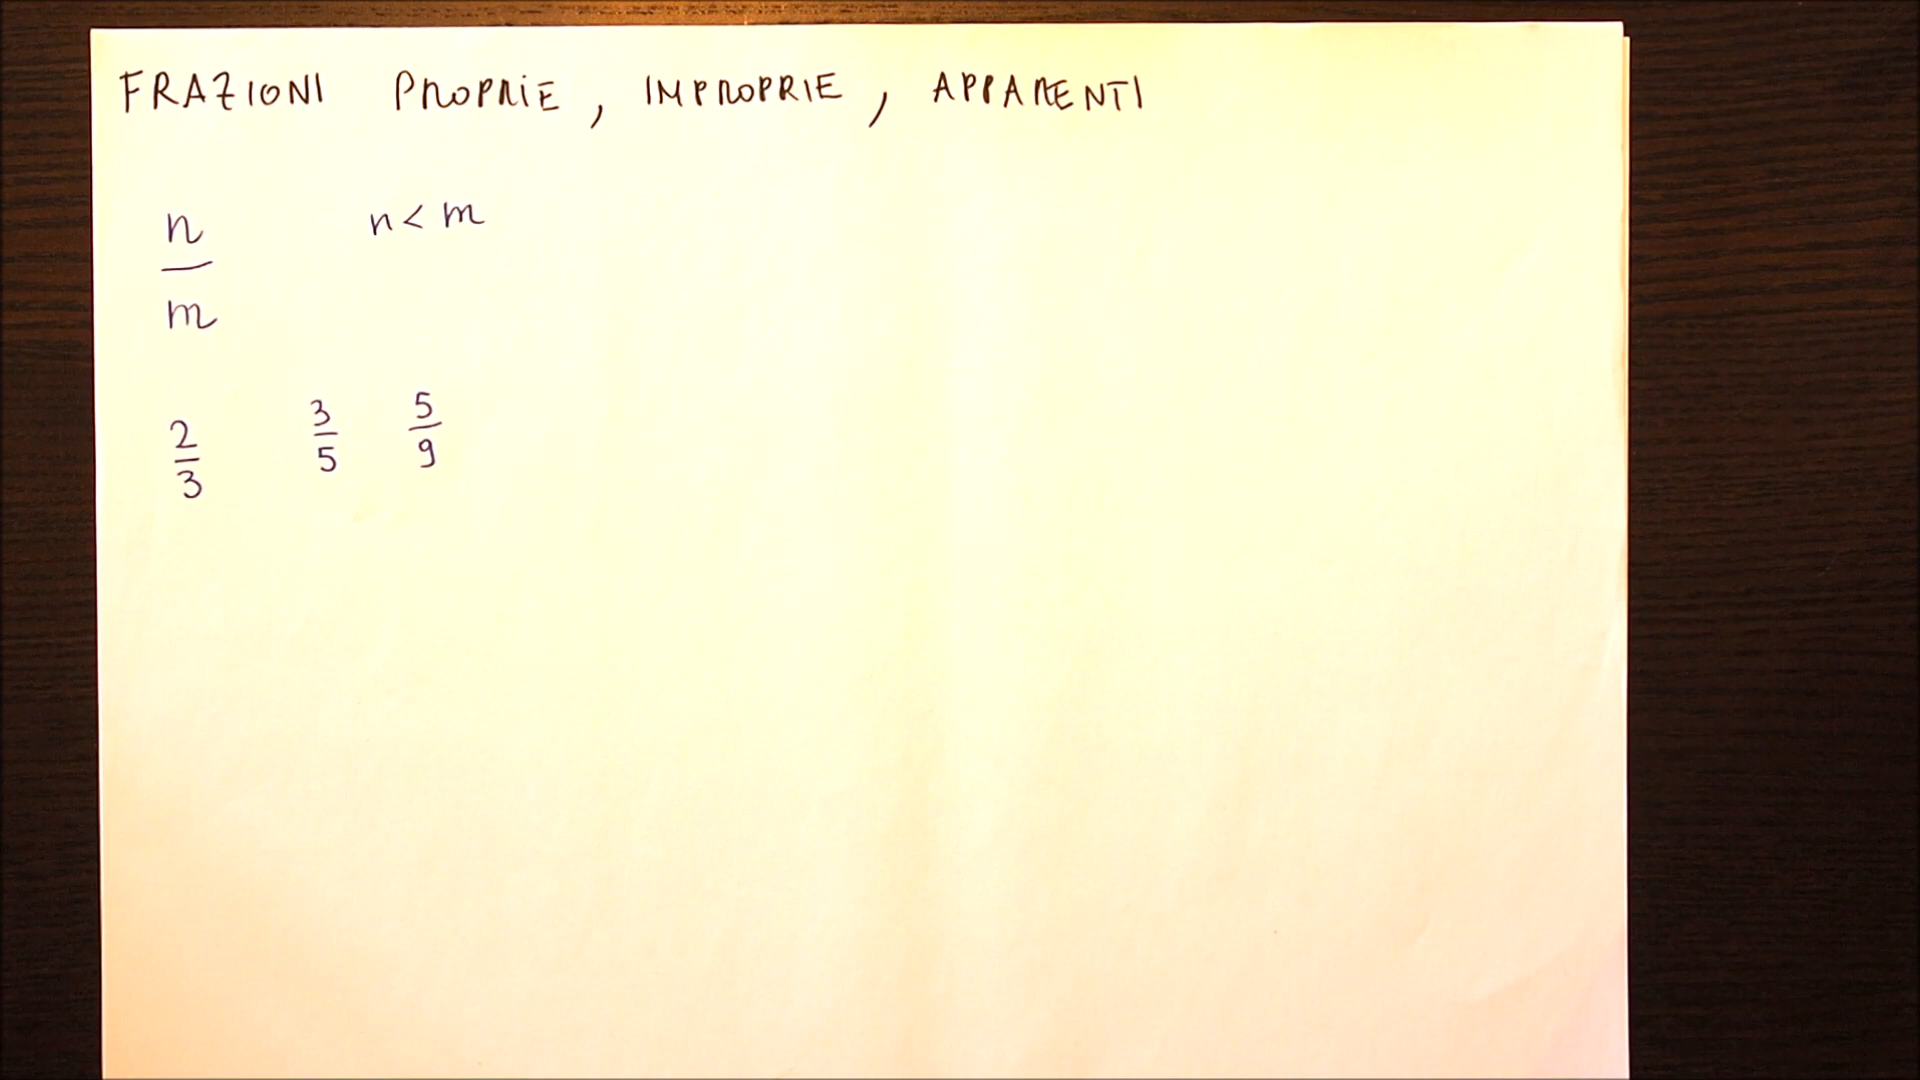 FRAZIONI PROPRIE, IMPROPRIE, APPARENTI
n/m n < m
2/3 3/5 5/9